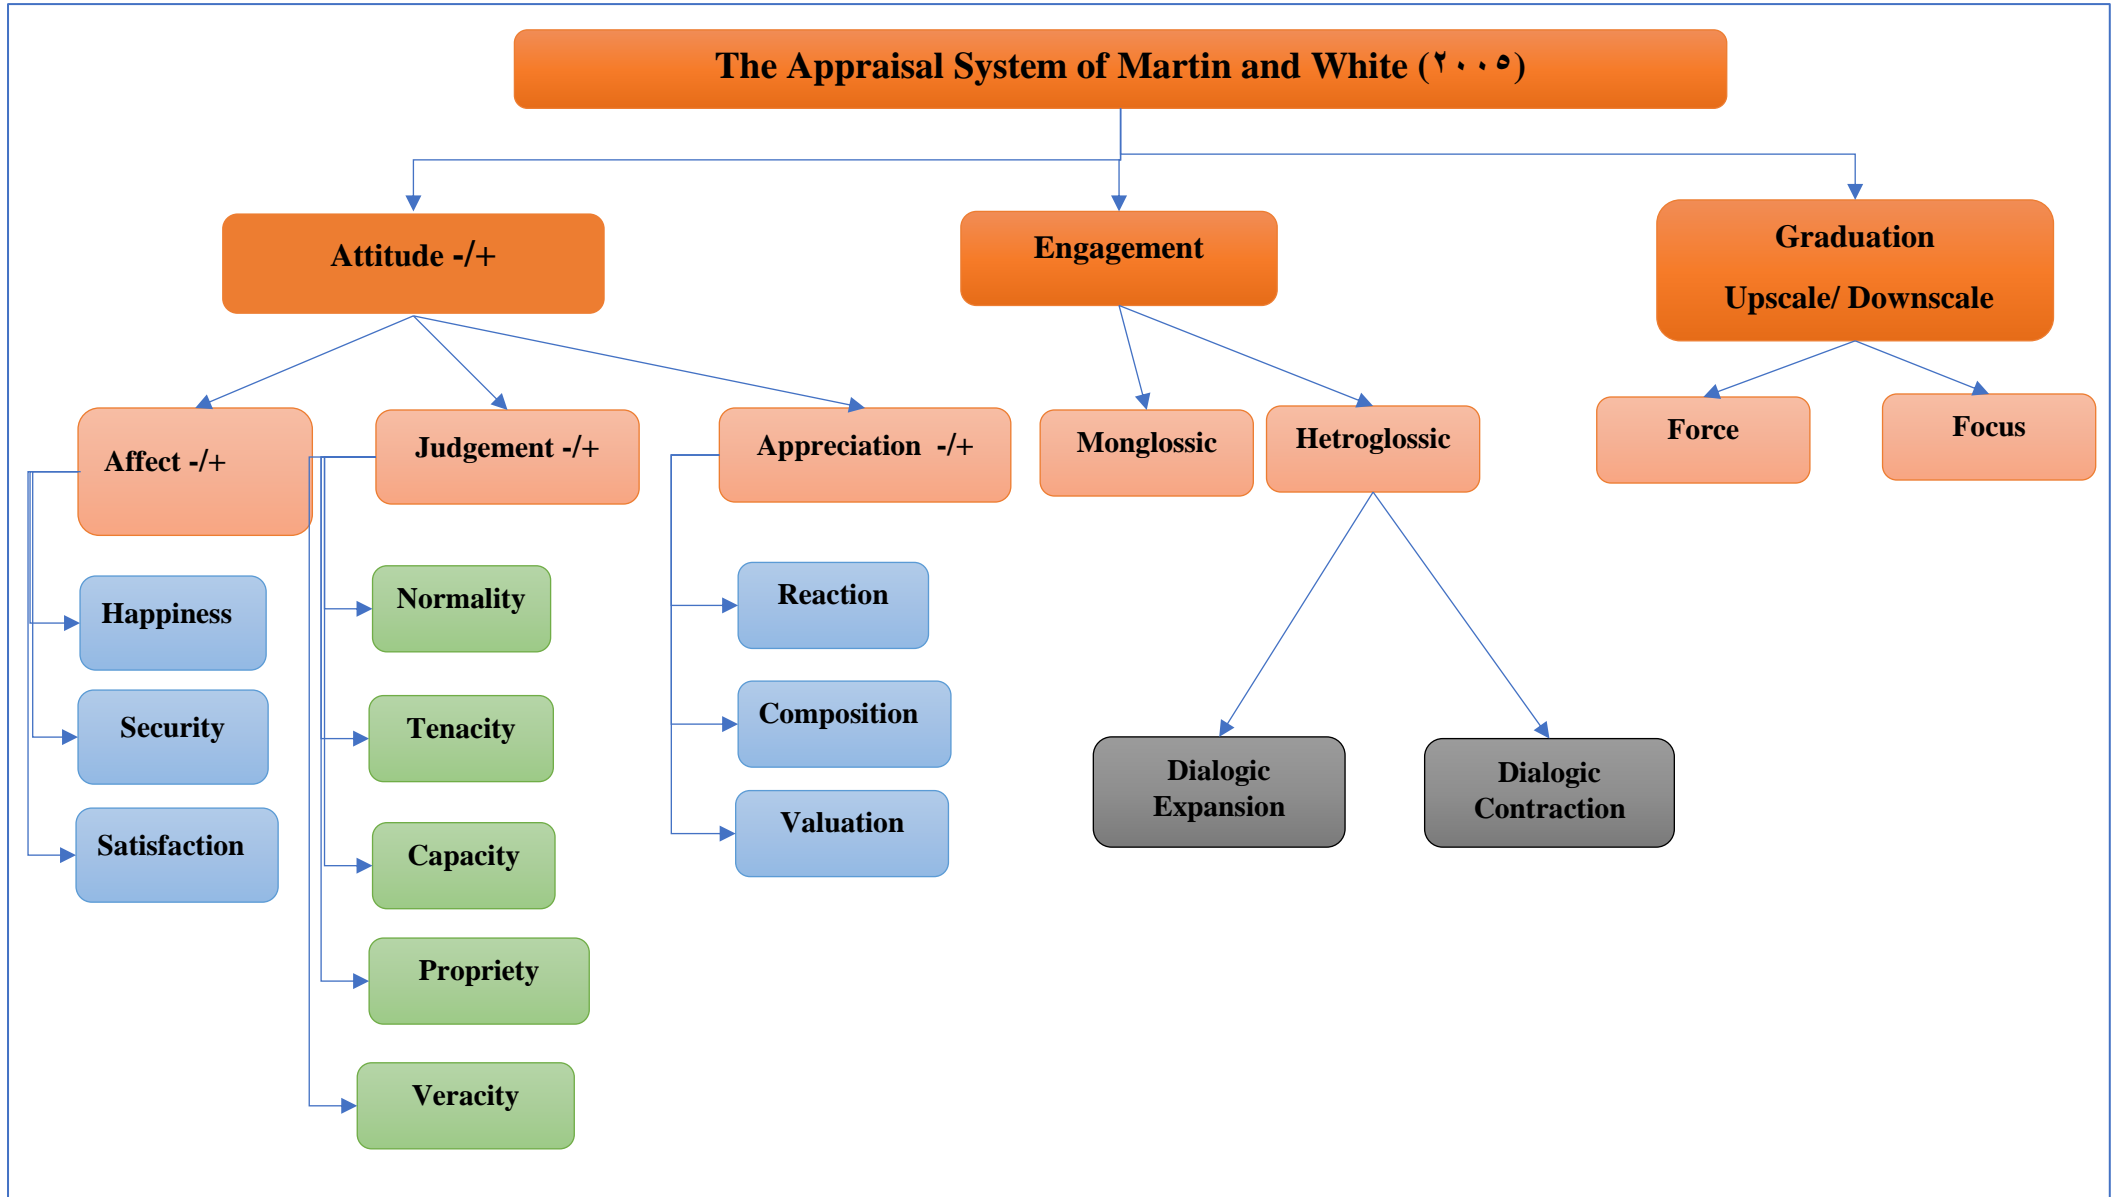 The Appraisal System of Martin and White (٢٠٠٥)
Attitude -/+
Engagement
Graduation
Upscale/ Downscale
Affect -/+
Judgement -/+
Appreciation -/+
Monglossic
Hetroglossic
Force
Focus
Happiness
Security
Satisfaction
Normality
Tenacity
Capacity
Propriety
Veracity
Reaction
Composition
Valuation
Dialogic
Expansion
Dialogic
Contraction